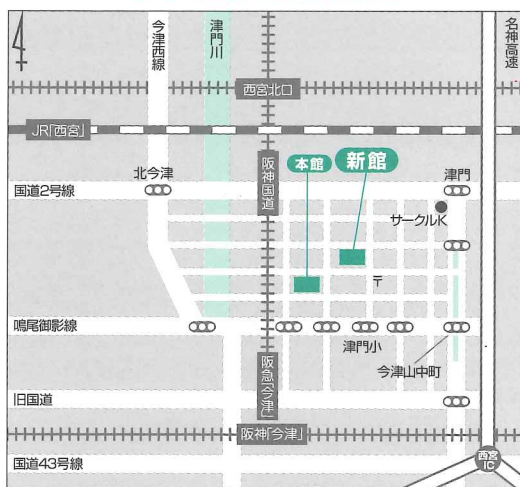 4
今津西線
津門川
名神高速
西宮北口
JR「西宮」
阪神国道
本館
新館
北今津
津門
国道2号線
サークルK
〒
鳴尾御影線
津門小
今津山中町
阪急「今津」
旧国道
阪神「今津」
国道43号線
西宮
IC